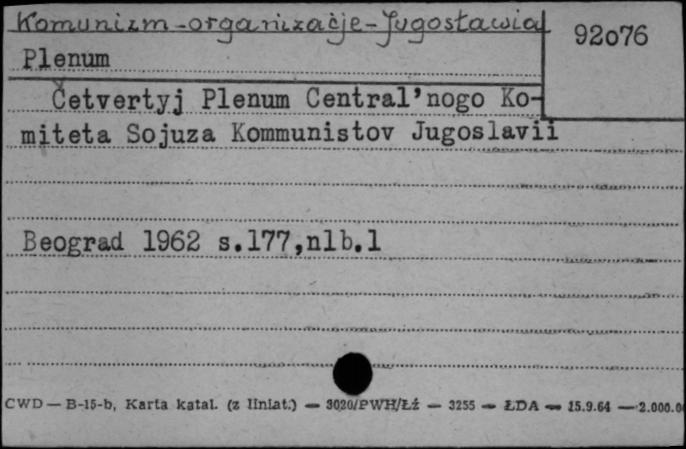 Komunizm - organizacje - Jugosławia
92o76
Plenum
Četvertyj Plenum Central'nogo Ko-
miteta Sojuza Kommunistov Jugoslavii
Beograd 1962 s.177,nlb.1
CWD — B-15-b, Karta katal. (z liniat.) — 3020/PWH/Łź — 3255 — ŁDA — 15.9.64 — 2.000.0